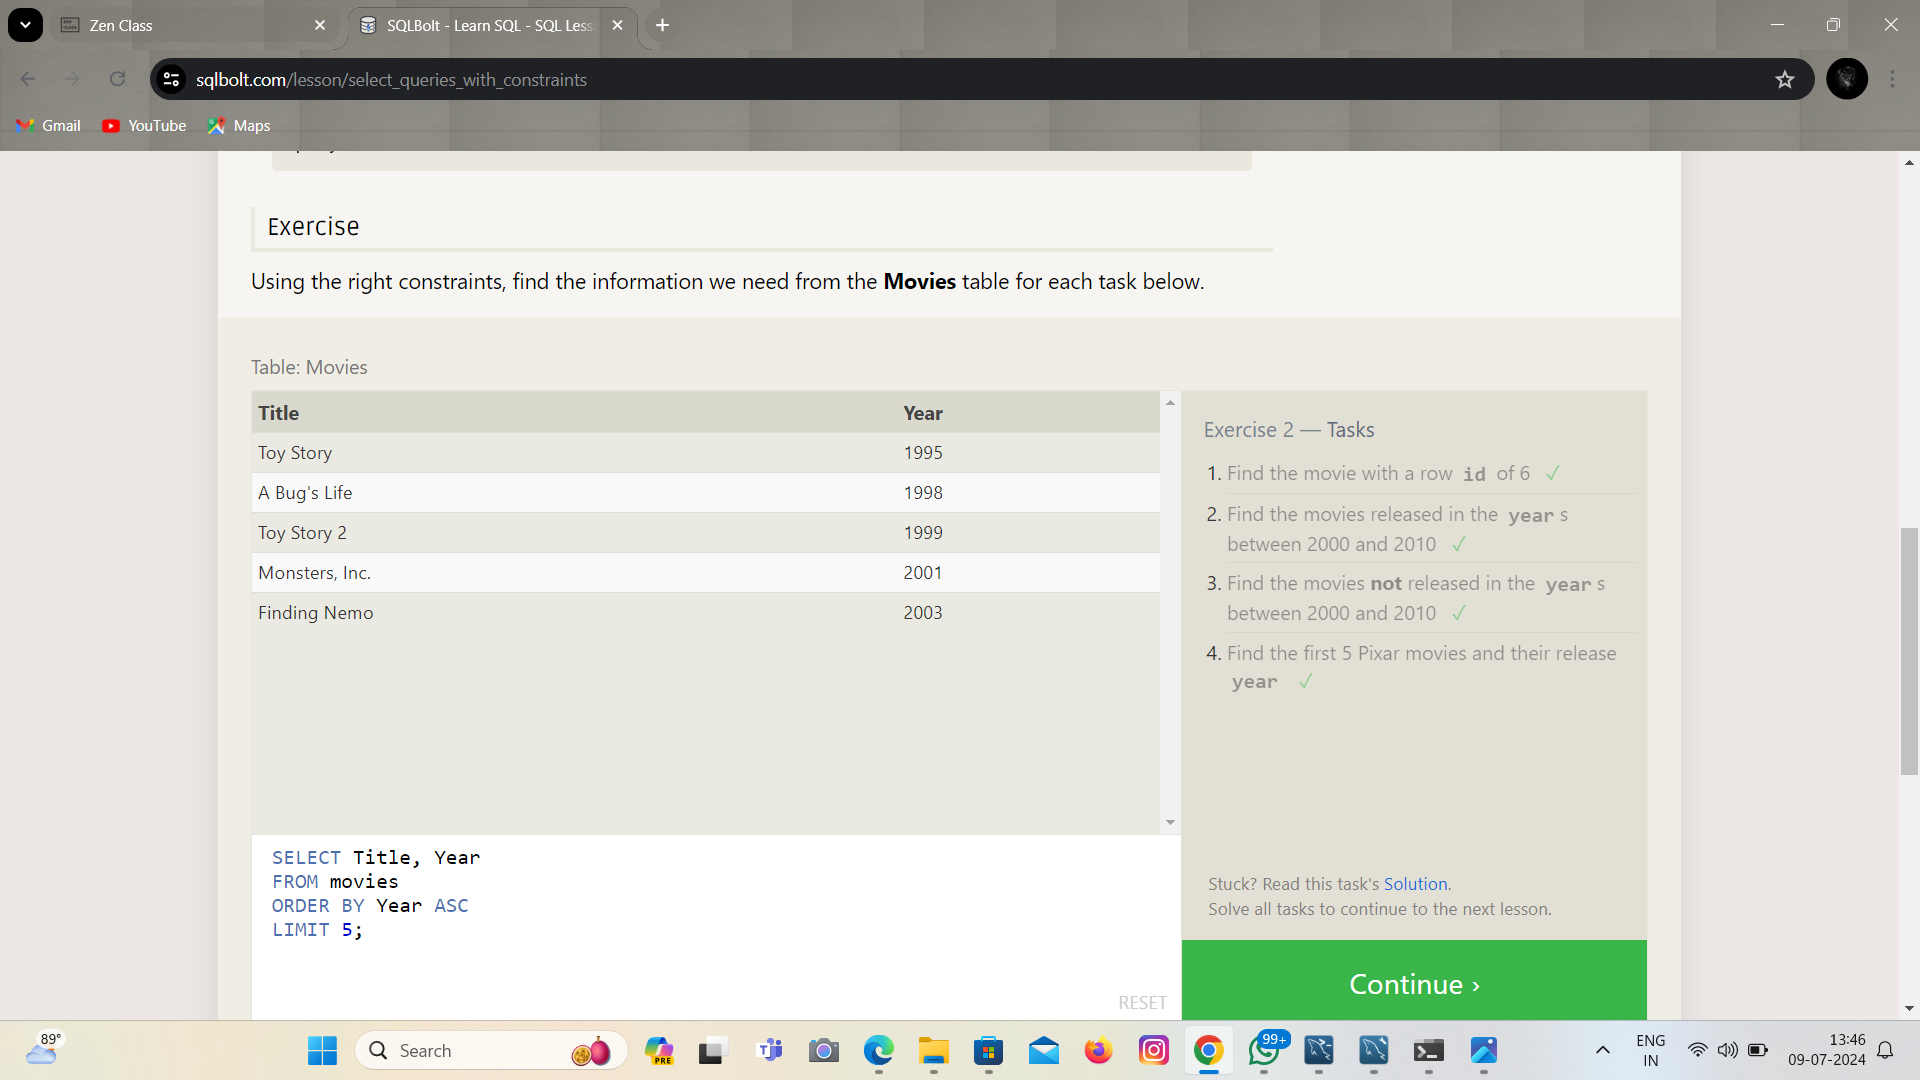 Zen Class
SQLBolt - Learn SQL - SQL Less
sqlbolt.com/lesson/select_queries_with_constraints
Gmail
YouTube
Maps
Exercise
Using the right constraints, find the information we need from the Movies table for each task below.
Table: Movies
Title Year
Toy Story 1995
A Bug's Life 1998
Toy Story 2 1999
Monsters, Inc. 2001
Finding Nemo 2003
SELECT Title, Year
FROM movies
ORDER BY Year ASC
LIMIT 5;
RESET
Exercise 2 — Tasks
1. Find the movie with a row id of 6 ✓
2. Find the movies released in the year s
between 2000 and 2010 ✓
3. Find the movies not released in the year s
between 2000 and 2010 ✓
4. Find the first 5 Pixar movies and their release
year ✓
Stuck? Read this task's Solution.
Solve all tasks to continue to the next lesson.
Continue ›
89°
Search
PRE
99+
ENG
IN
13:46
09-07-2024